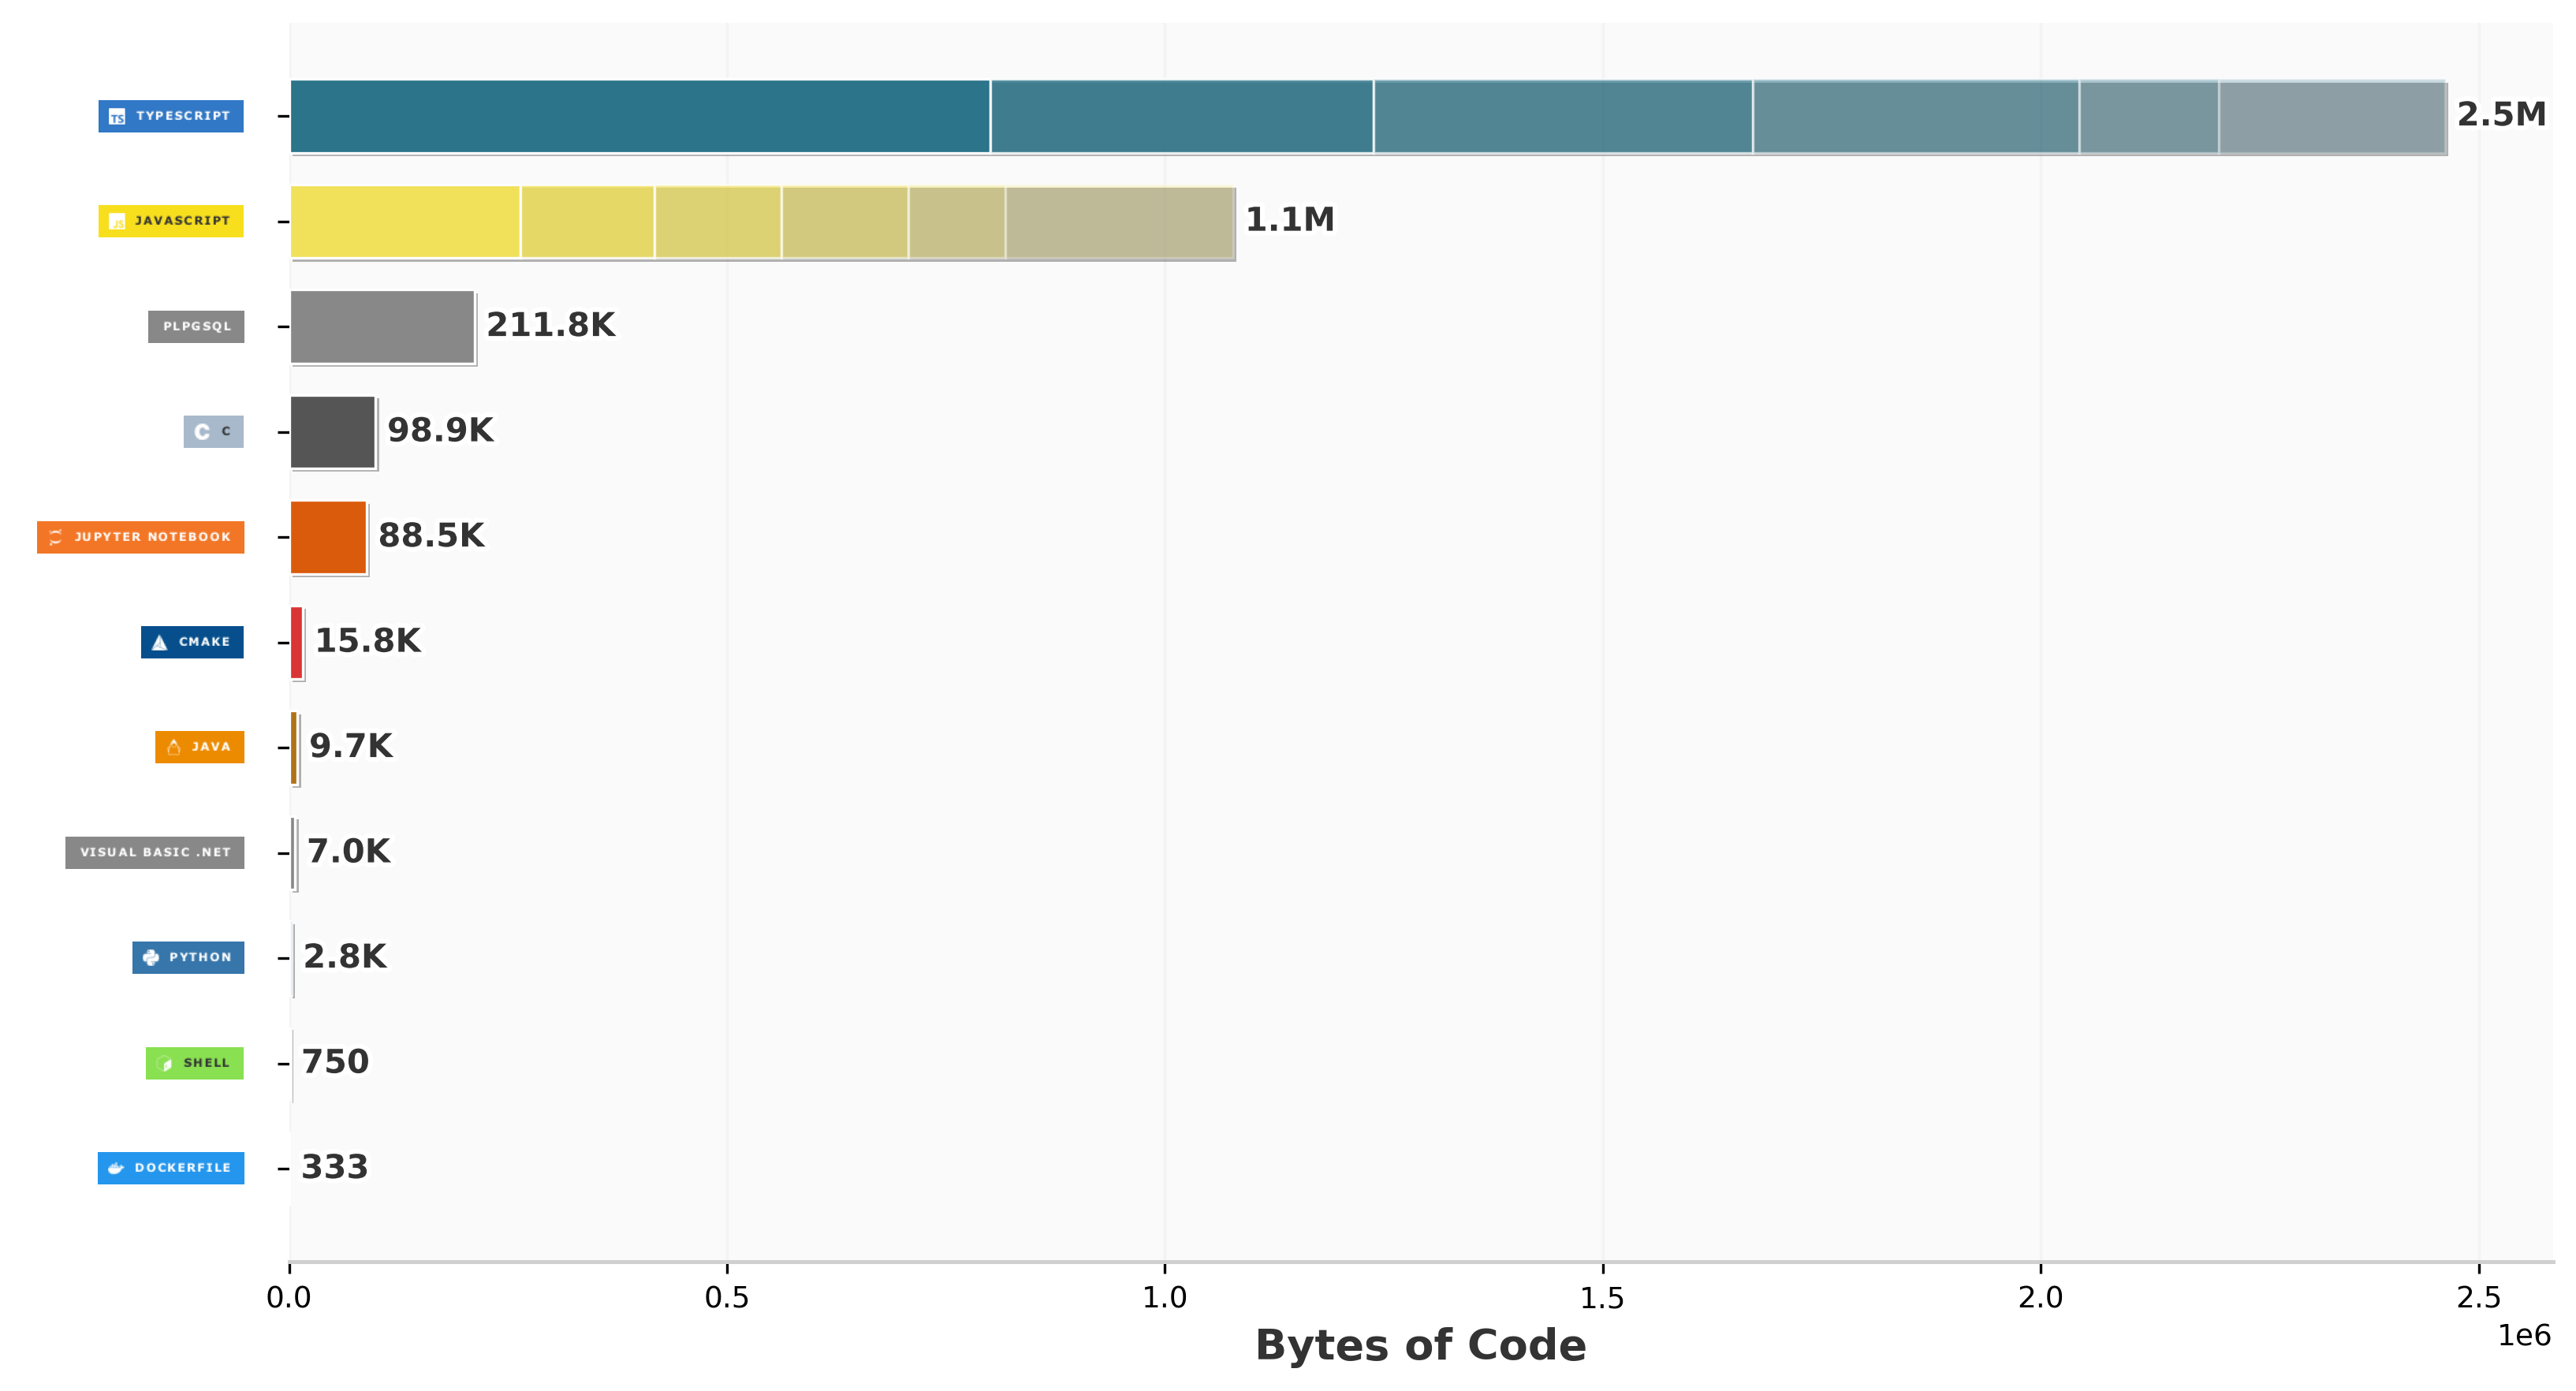 TS TYPESCRIPT 2.5M
JS JAVASCRIPT 1.1M
PLPGSQL 211.8K
C C 98.9K
JUPYTER NOTEBOOK 88.5K
CMAKE 15.8K
JAVA 9.7K
VISUAL BASIC .NET 7.0K
PYTHON 2.8K
SHELL 750
DOCKERFILE 333
0.0 0.5 1.0 1.5 2.0 2.5
1e6
Bytes of Code